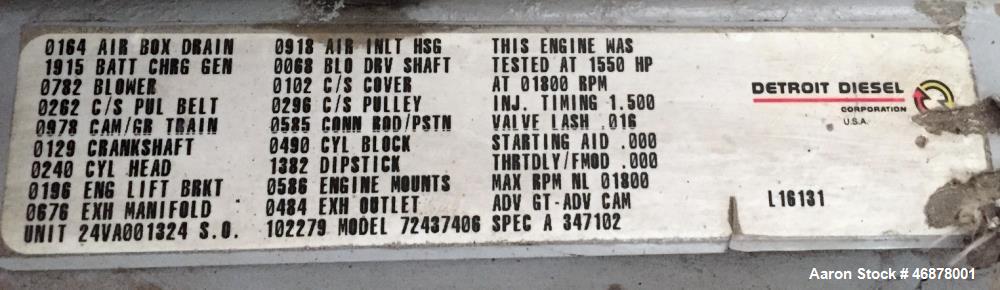 0164 AIR BOX DRAIN 0918 AIR INLT HSG THIS ENGINE WAS
1915 BATT CHRG GEN 0068 BLO DRV SHAFT TESTED AT 1550 HP
0782 BLOWER 0102 C/S COVER AT 01800 RPM
0262 C/S PUL BELT 0296 C/S PULLEY INJ. TIMING 1.500
0978 CAM/GR TRAIN 0585 CONN ROD/PSTN VALVE LASH .016
0129 CRANKSHAFT 0490 CYL BLOCK STARTING AID .000
0240 CYL HEAD 1382 DIPSTICK THRTDLY/FMOD .000
0196 ENG LIFT BRKT 0586 ENGINE MOUNTS MAX RPM NL 01800
0676 EXH MANIFOLD 0484 EXH OUTLET ADV GT-ADV CAM
UNIT 24VA001324 S.O. 102279 MODEL 72437406 SPEC A 347102
DETROIT DIESEL
CORPORATION
U.S.A.
L16131
Aaron Stock # 46878001